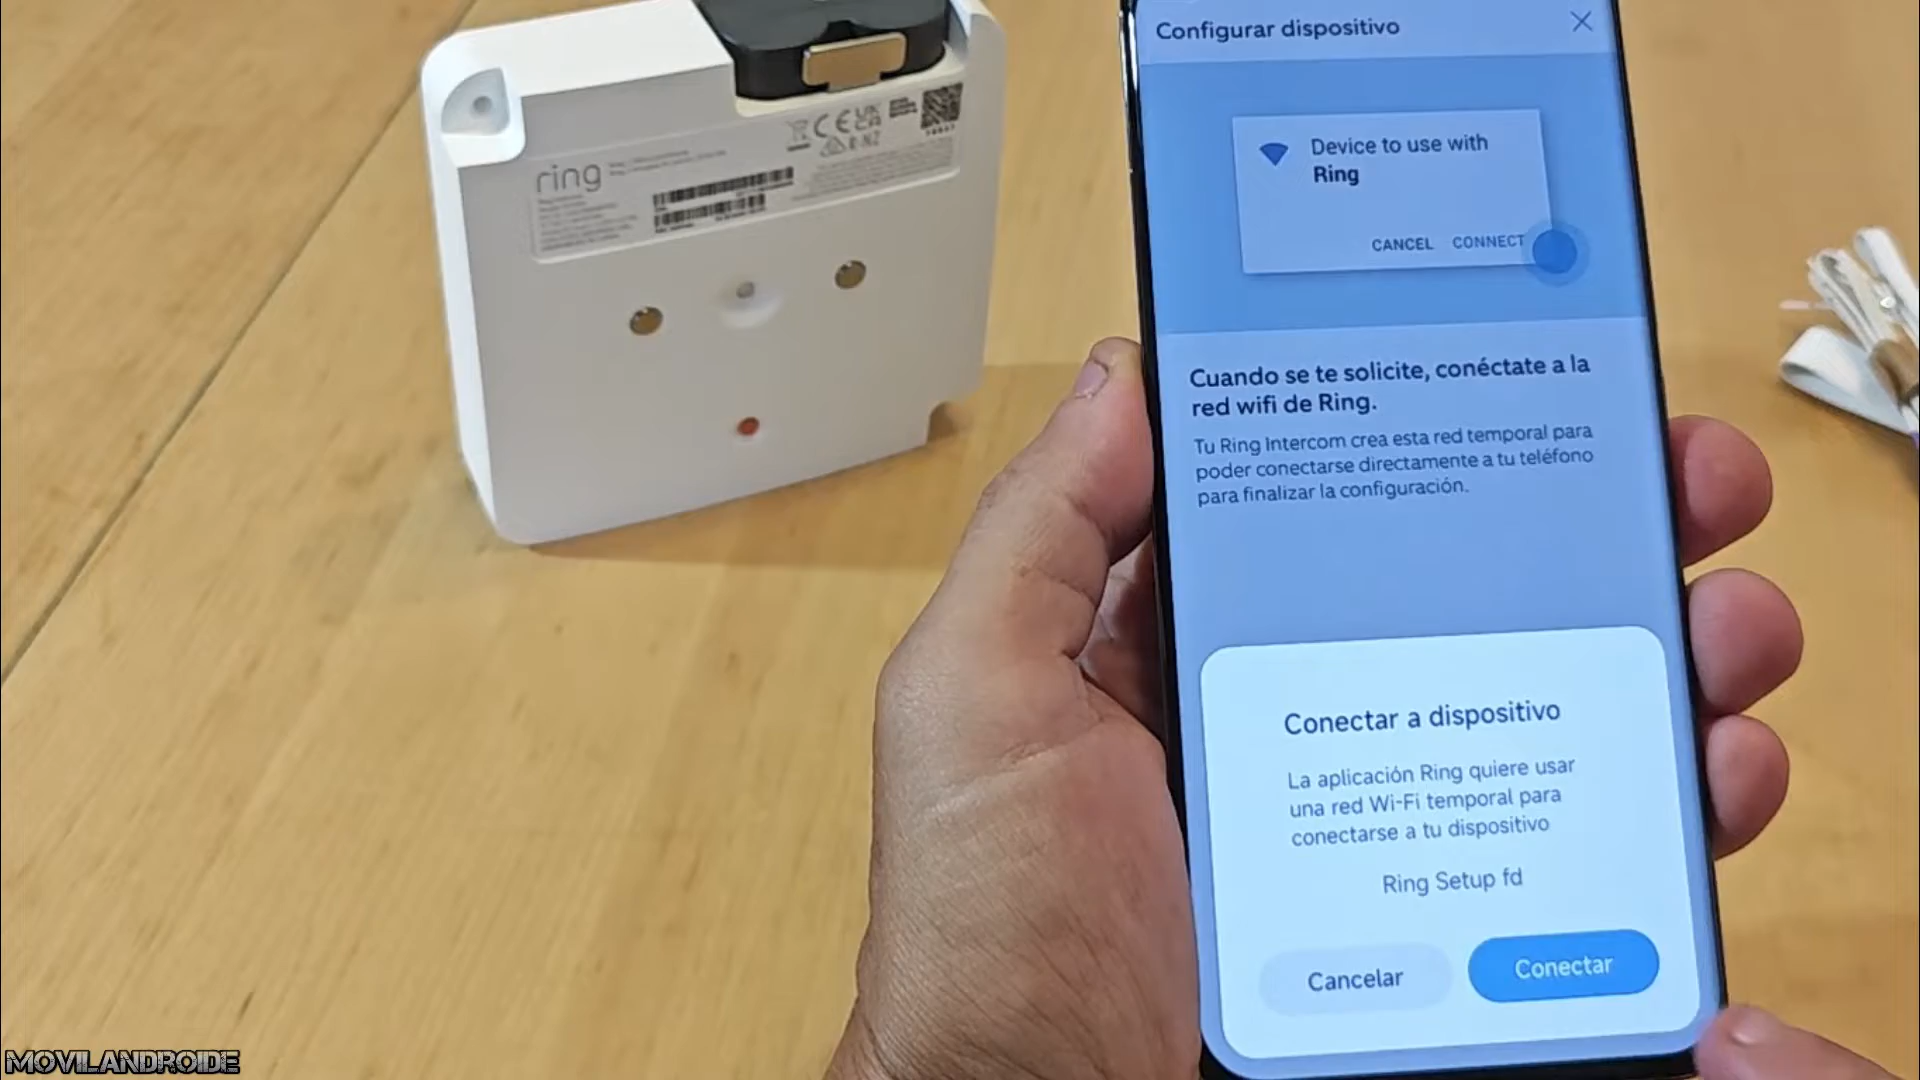 Configurar dispositivo
Device to use with
Ring
CANCEL CONNECT
Cuando se te solicite, conéctate a la
red wifi de Ring.
Tu Ring Intercom crea esta red temporal para
poder conectarse directamente a tu teléfono
para finalizar la configuración.
Conectar a dispositivo
La aplicación Ring quiere usar
una red Wi-Fi temporal para
conectarse a tu dispositivo
Ring Setup fd
Cancelar Conectar
ring
CE UK CA
MOVILANDROIDE